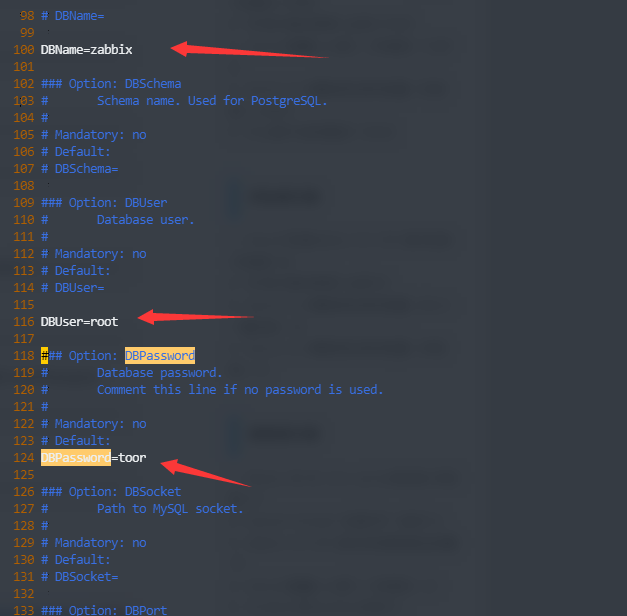 98 # DBName=
99
100 DBName=zabbix
101
102 ### Option: DBSchema
103 #       Schema name. Used for PostgreSQL.
104 #
105 # Mandatory: no
106 # Default:
107 # DBSchema=
108
109 ### Option: DBUser
110 #       Database user.
111 #
112 # Mandatory: no
113 # Default:
114 # DBUser=
115
116 DBUser=root
117
118 ### Option: DBPassword
119 #       Database password.
120 #       Comment this line if no password is used.
121 #
122 # Mandatory: no
123 # Default:
124 DBPassword=toor
125
126 ### Option: DBSocket
127 #       Path to MySQL socket.
128 #
129 # Mandatory: no
130 # Default:
131 # DBSocket=
132
133 ### Option: DBPort